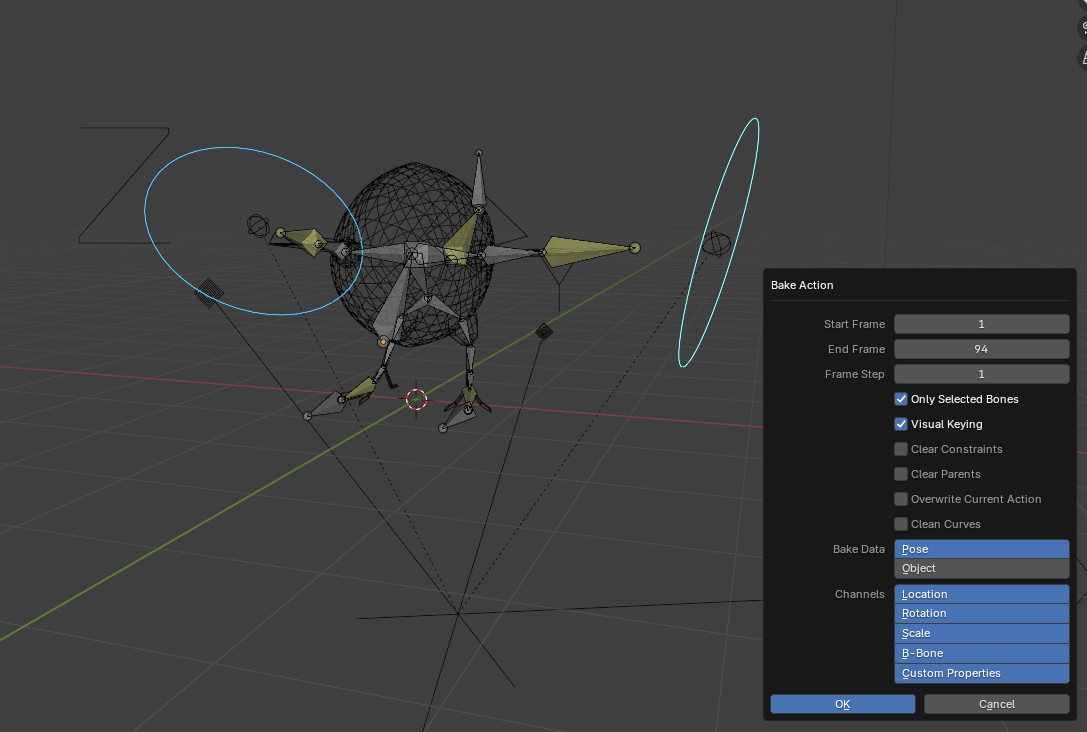 Bake Action
Start Frame 1
End Frame 94
Frame Step 1
Only Selected Bones
Visual Keying
Clear Constraints
Clear Parents
Overwrite Current Action
Clean Curves
Bake Data Pose
Object
Channels Location
Rotation
Scale
B-Bone
Custom Properties
OK Cancel